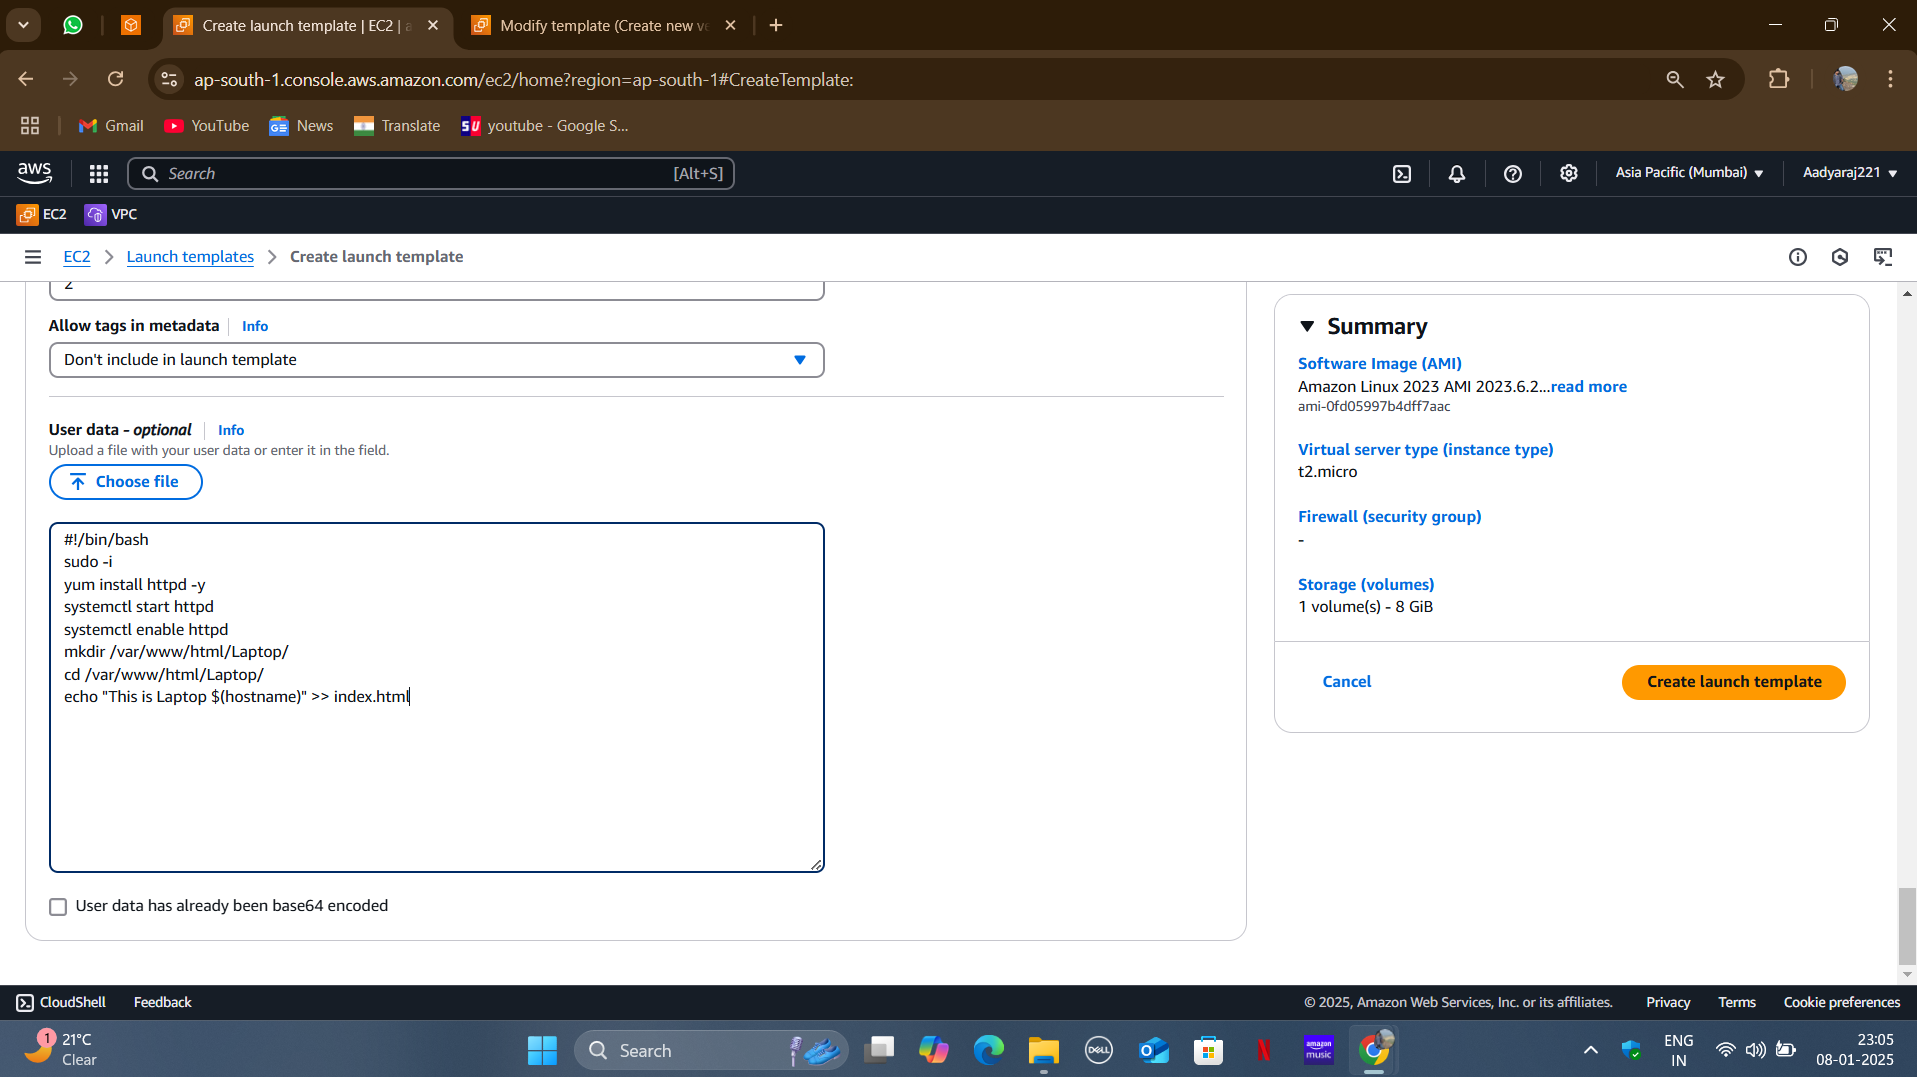 Create launch template | EC2 | a
Modify template (Create new ve
ap-south-1.console.aws.amazon.com/ec2/home?region=ap-south-1#CreateTemplate:
Gmail
YouTube
News
Translate
SU
youtube - Google S...
aws
Search
[Alt+S]
Asia Pacific (Mumbai)
Aadyaraj221
EC2
VPC
EC2 > Launch templates > Create launch template
2
Allow tags in metadata
Info
Don't include in launch template
User data - optional
Info
Upload a file with your user data or enter it in the field.
Choose file
#!/bin/bash
sudo -i
yum install httpd -y
systemctl start httpd
systemctl enable httpd
mkdir /var/www/html/Laptop/
cd /var/www/html/Laptop/
echo "This is Laptop $(hostname)" >> index.html
User data has already been base64 encoded
Summary
Software Image (AMI)
Amazon Linux 2023 AMI 2023.6.2...read more
ami-0fd05997b4dff7aac
Virtual server type (instance type)
t2.micro
Firewall (security group)
-
Storage (volumes)
1 volume(s) - 8 GiB
Cancel
Create launch template
CloudShell
Feedback
© 2025, Amazon Web Services, Inc. or its affiliates.
Privacy
Terms
Cookie preferences
1
21°C
Clear
Search
DELL
amazon
music
ENG
IN
23:05
08-01-2025